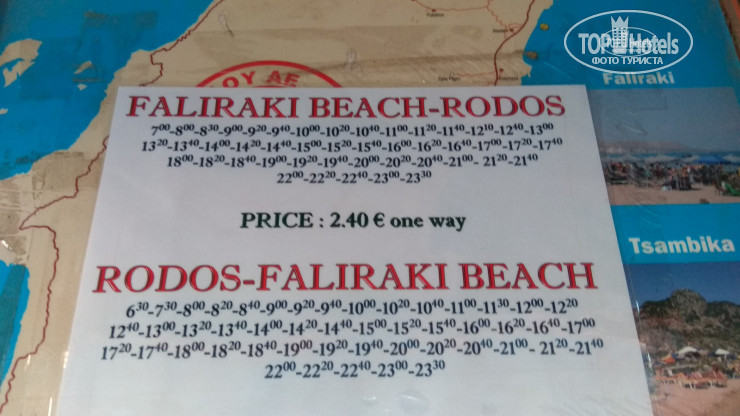 TOP Hotels
ФОТО ТУРИСТА
Faliraki
FALIRAKI BEACH-RODOS
7⁰⁰-8⁰⁰-8³⁰-9⁰⁰-9²⁰-9⁴⁰-10⁰⁰-10²⁰-10⁴⁰-11⁰⁰-11²⁰-11⁴⁰-12¹⁰-12⁴⁰-13⁰⁰
13²⁰-13⁴⁰-14⁰⁰-14²⁰-14⁴⁰-15⁰⁰-15²⁰-15⁴⁰-16⁰⁰-16²⁰-16⁴⁰-17⁰⁰-17²⁰-17⁴⁰
18⁰⁰-18²⁰-18⁴⁰-19⁰⁰-19²⁰-19⁴⁰-20⁰⁰-20²⁰-20⁴⁰-21⁰⁰- 21²⁰-21⁴⁰
22⁰⁰-22²⁰-22⁴⁰-23⁰⁰-23³⁰
PRICE : 2.40 € one way
Tsambika
RODOS-FALIRAKI BEACH
6³⁰-7³⁰-8⁰⁰-8²⁰-8⁴⁰-9⁰⁰-9²⁰-9⁴⁰-10⁰⁰-10²⁰-10⁴⁰-11⁰⁰-11³⁰-12⁰⁰-12²⁰
12⁴⁰-13⁰⁰-13²⁰-13⁴⁰-14⁰⁰-14²⁰-14⁴⁰-15⁰⁰-15²⁰-15⁴⁰-16⁰⁰-16²⁰-16⁴⁰-17⁰⁰
17²⁰-17⁴⁰-18⁰⁰-18²⁰-18⁴⁰-19⁰⁰-19²⁰-19⁴⁰-20⁰⁰-20²⁰-20⁴⁰-21⁰⁰- 21²⁰-21⁴⁰
22⁰⁰-22²⁰-22⁴⁰-23⁰⁰-23³⁰